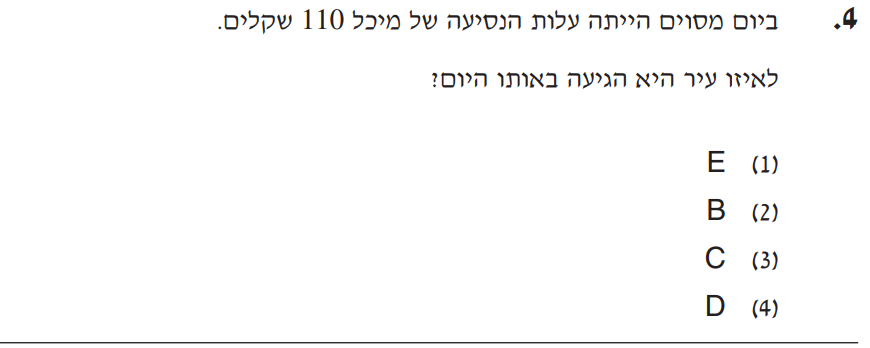 4. ביום מסוים הייתה עלות הנסיעה של מיכל 110 שקלים.
לאיזו עיר היא הגיעה באותו היום?
(1) E
(2) B
(3) C
(4) D